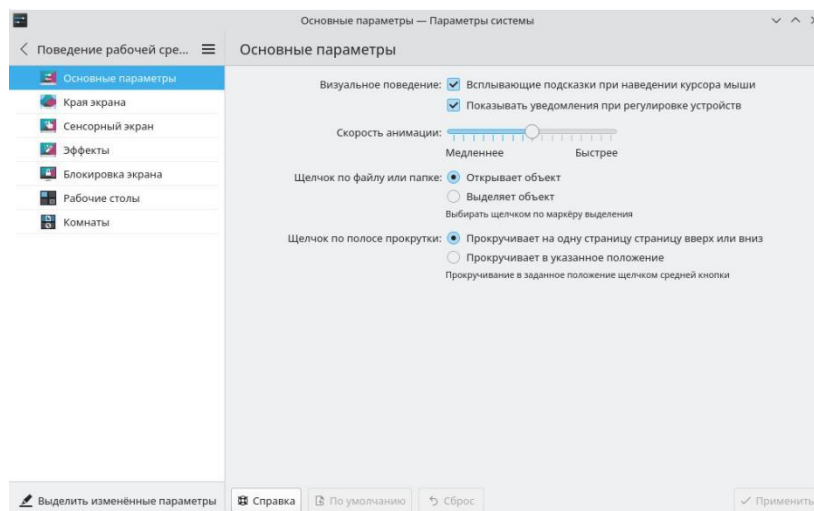 Основные параметры — Параметры системы
Поведение рабочей сре...
Основные параметры
Основные параметры
Края экрана
Сенсорный экран
Эффекты
Блокировка экрана
Рабочие столы
Комнаты
Визуальное поведение: Всплывающие подсказки при наведении курсора мыши
Показывать уведомления при регулировке устройств
Скорость анимации:
Медленнее Быстрее
Щелчок по файлу или папке: Открывает объект
Выделяет объект
Выбирать щелчком по маркёру выделения
Щелчок по полосе прокрутки: Прокручивает на одну страницу страницу вверх или вниз
Прокручивает в указанное положение
Прокручивание в заданное положение щелчком средней кнопки
Выделить изменённые параметры
Справка По умолчанию Сброс Применить